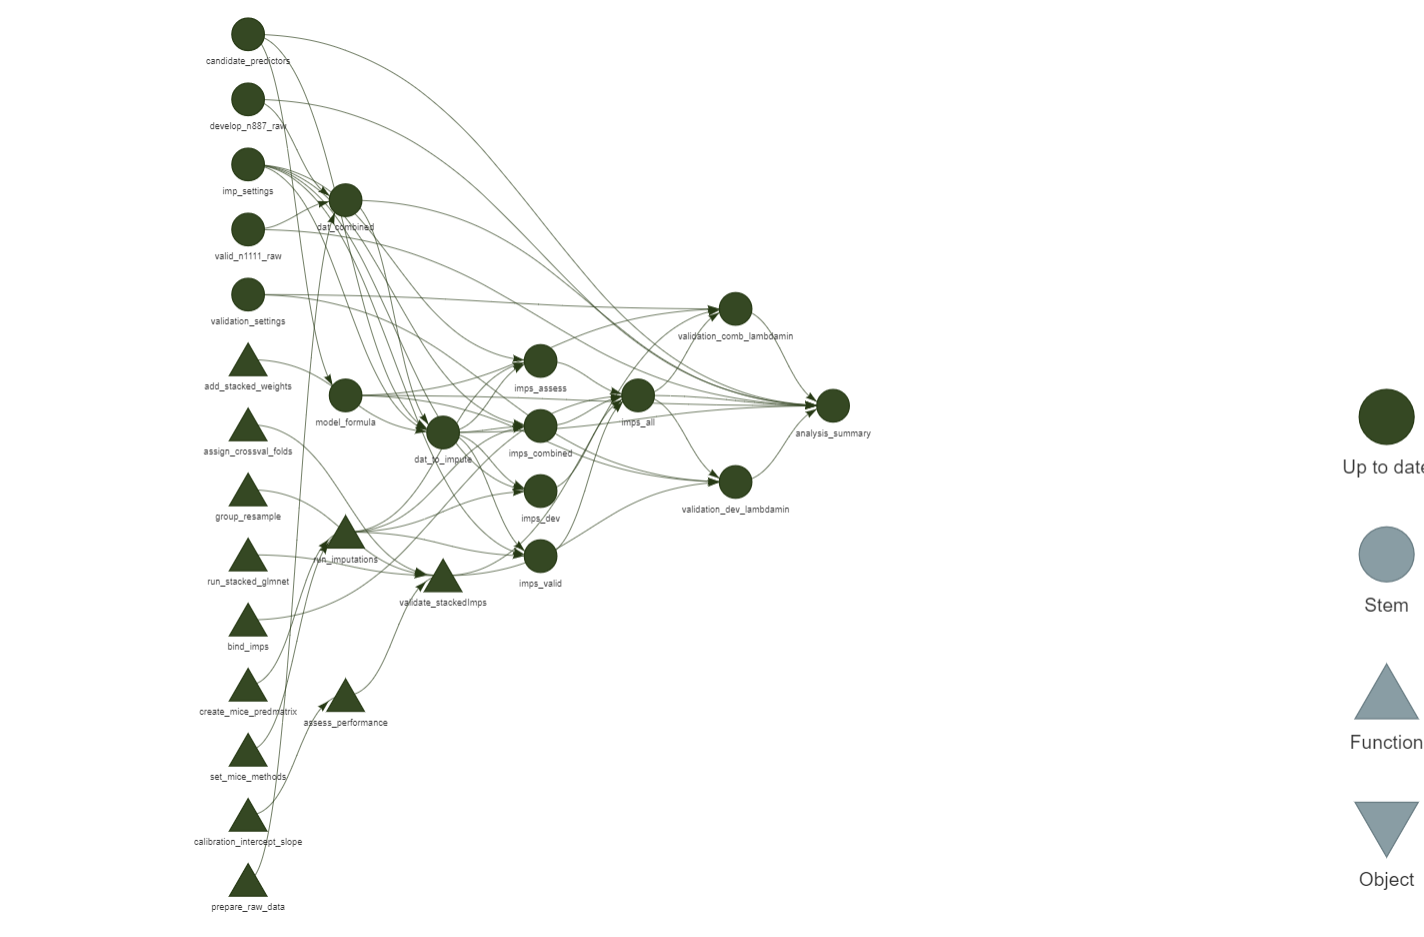 candidate_predictors
develop_n887_raw
imp_settings
dat_combined
valid_n1111_raw
validation_settings
validation_comb_lambdamin
add_stacked_weights
imps_assess
model_formula
imps_all
analysis_summary
assign_crossval_folds
imps_combined
dat_to_impute
Up to date
group_resample
imps_dev
validation_dev_lambdamin
run_imputations
run_stacked_glmnet
imps_valid
validate_stackedImps
Stem
bind_imps
create_mice_predmatrix
assess_performance
Function
set_mice_methods
calibration_intercept_slope
Object
prepare_raw_data